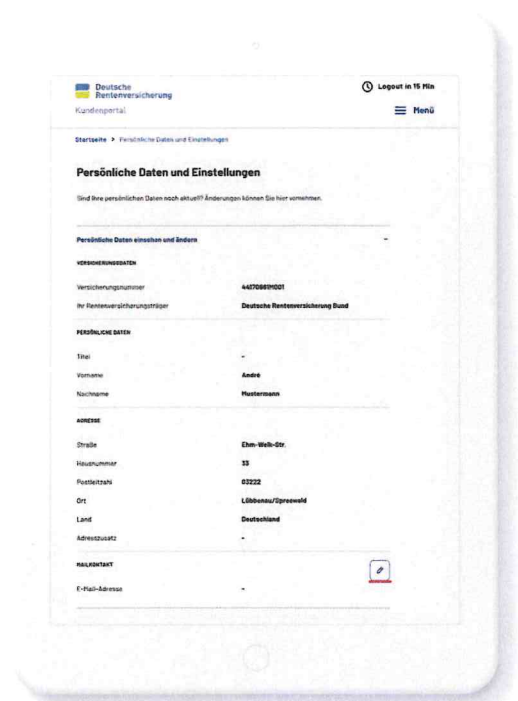 Deutsche
Rentenversicherung
Logout in 15 Min
Kundenportal
Menü
Startseite > Persönliche Daten und Einstellungen
Persönliche Daten und Einstellungen
Sind Ihre persönlichen Daten noch aktuell? Änderungen können Sie hier vornehmen.
Persönliche Daten einsehen und ändern -
VERSICHERUNGSDATEN
Versicherungsnummer 44170661M001
Ihr Rentenversicherungsträger Deutsche Rentenversicherung Bund
PERSÖNLICHE DATEN
Titel -
Vorname André
Nachname Mustermann
ADRESSE
Straße Ehm-Welk-Str.
Hausnummer 33
Postleitzahl 03222
Ort Lübbenau/Spreewald
Land Deutschland
Adresszusatz -
MAILKONTAKT
E-Mail-Adresse -